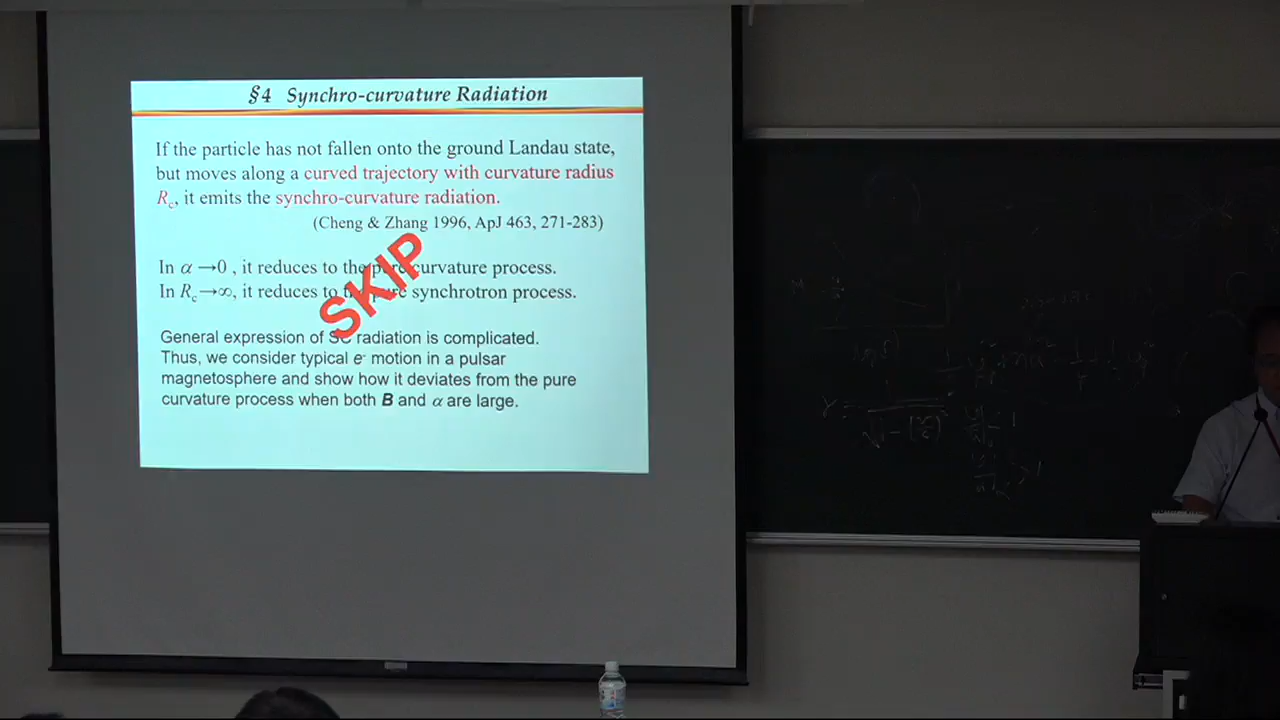 §4 Synchro-curvature Radiation
If the particle has not fallen onto the ground Landau state,
but moves along a curved trajectory with curvature radius
Rc, it emits the synchro-curvature radiation.
(Cheng & Zhang 1996, ApJ 463, 271-283)
In α →0 , it reduces to the pure curvature process.
In Rc→∞, it reduces to the pure synchrotron process.
SKIP
General expression of SC radiation is complicated.
Thus, we consider typical e- motion in a pulsar
magnetosphere and show how it deviates from the pure
curvature process when both B and α are large.